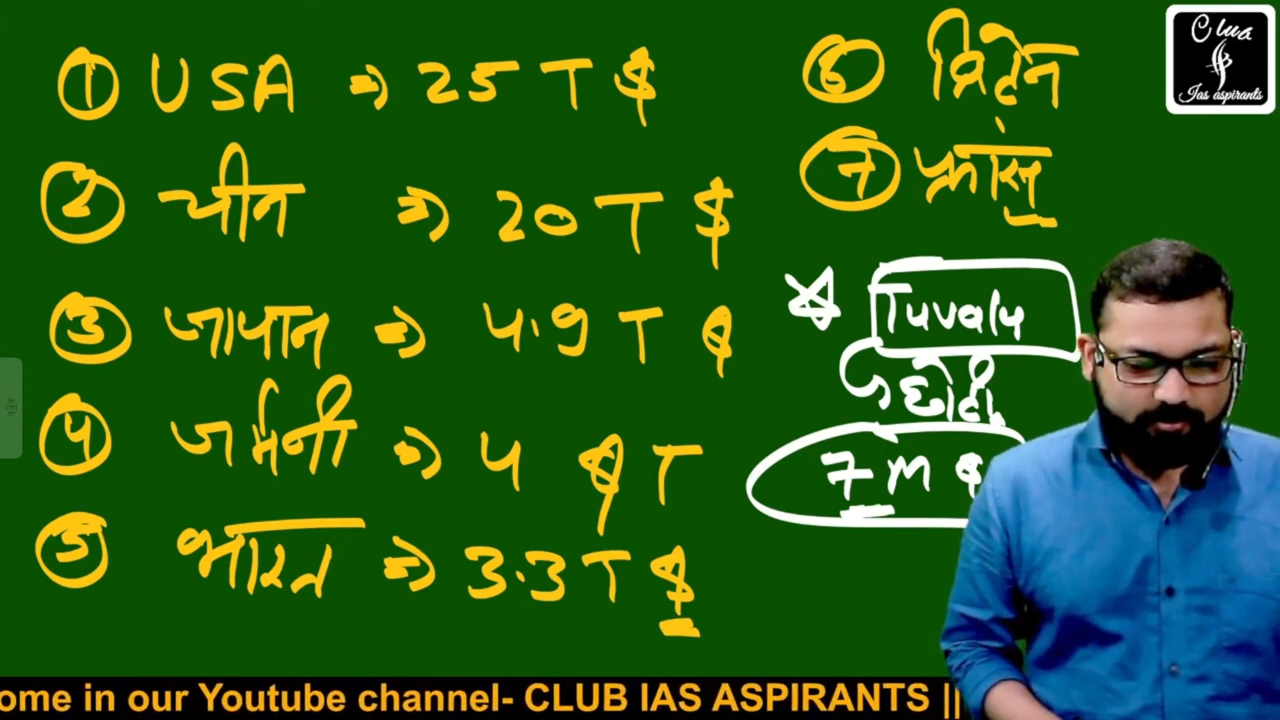 ① USA ⇒ 25 T $
② चीन ⇒ 20 T $
③ जापान ⇒ 4.9 T $
④ जर्मनी ⇒ 4 $ T
⑤ भारत ⇒ 3.3 T $
⑥ ब्रिटेन
⑦ फ्रांस
Tuvalu
छोटी
7 M $
Club
Ias aspirants
ome in our Youtube channel- CLUB IAS ASPIRANTS ||